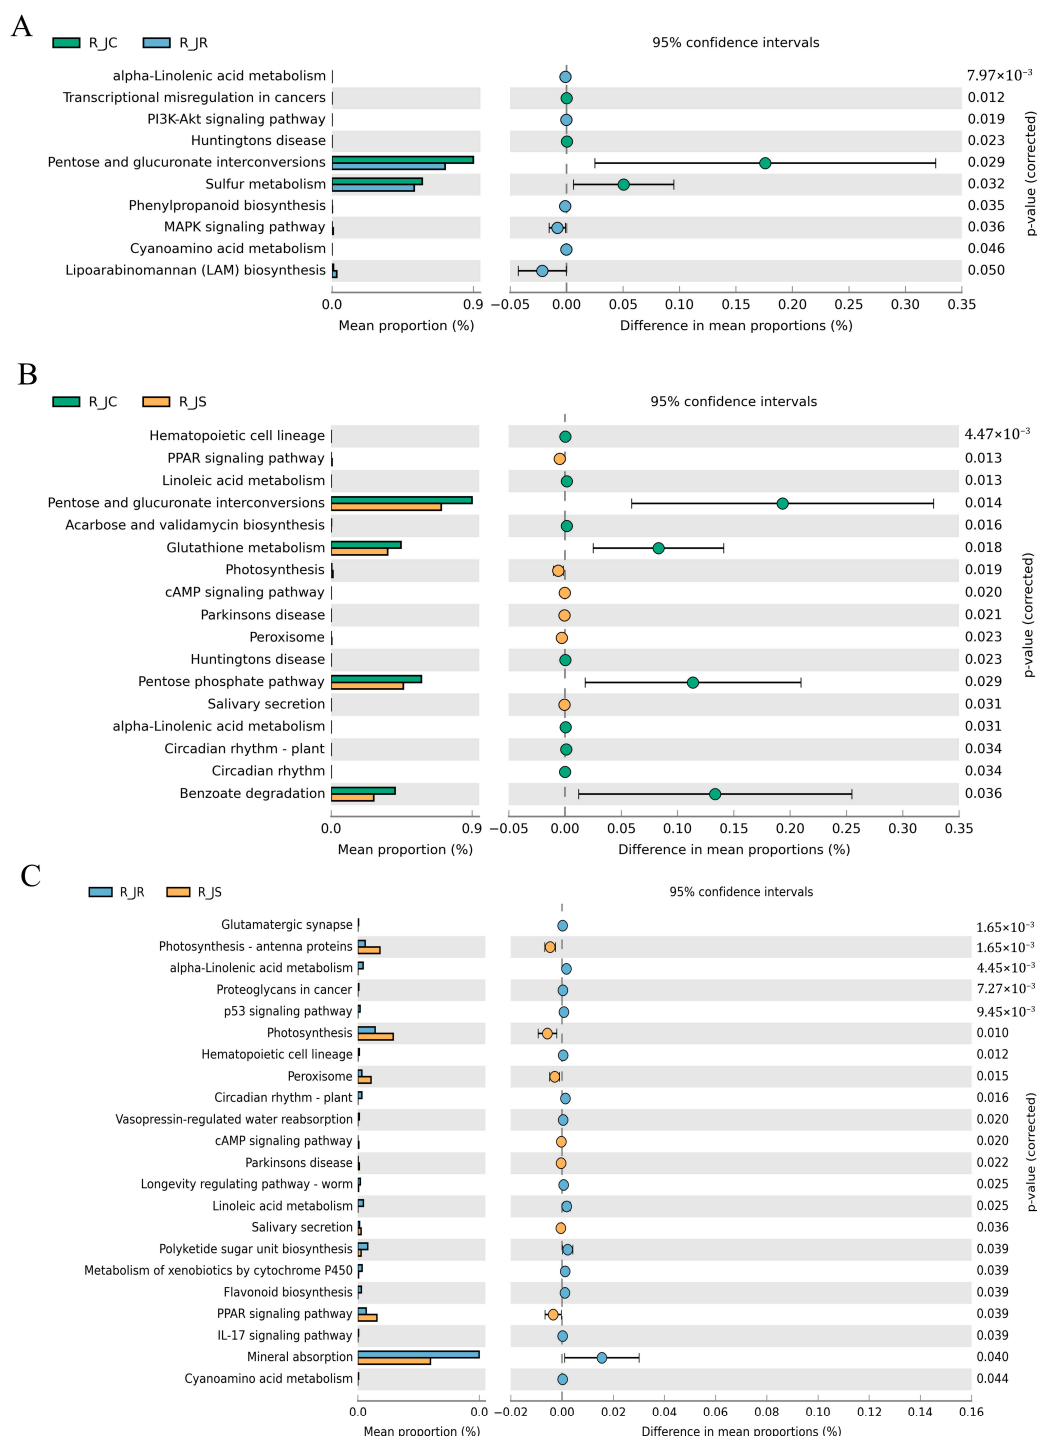 A
R_JC R_JR 95% confidence intervals
alpha-Linolenic acid metabolism 7.97×10⁻³
Transcriptional misregulation in cancers 0.012
PI3K-Akt signaling pathway 0.019
Huntingtons disease 0.023
Pentose and glucuronate interconversions 0.029
Sulfur metabolism 0.032
Phenylpropanoid biosynthesis 0.035
MAPK signaling pathway 0.036
Cyanoamino acid metabolism 0.046
Lipoarabinomannan (LAM) biosynthesis 0.050
p-value (corrected)
0.0 0.9 −0.05 0.00 0.05 0.10 0.15 0.20 0.25 0.30 0.35
Mean proportion (%) Difference in mean proportions (%)
B
R_JC R_JS 95% confidence intervals
Hematopoietic cell lineage 4.47×10⁻³
PPAR signaling pathway 0.013
Linoleic acid metabolism 0.013
Pentose and glucuronate interconversions 0.014
Acarbose and validamycin biosynthesis 0.016
Glutathione metabolism 0.018
Photosynthesis 0.019
cAMP signaling pathway 0.020
Parkinsons disease 0.021
Peroxisome 0.023
Huntingtons disease 0.023
Pentose phosphate pathway 0.029
Salivary secretion 0.031
alpha-Linolenic acid metabolism 0.031
Circadian rhythm - plant 0.034
Circadian rhythm 0.034
Benzoate degradation 0.036
p-value (corrected)
0.0 0.9 −0.05 0.00 0.05 0.10 0.15 0.20 0.25 0.30 0.35
Mean proportion (%) Difference in mean proportions (%)
C
R_JR R_JS 95% confidence intervals
Glutamatergic synapse 1.65×10⁻³
Photosynthesis - antenna proteins 1.65×10⁻³
alpha-Linolenic acid metabolism 4.45×10⁻³
Proteoglycans in cancer 7.27×10⁻³
p53 signaling pathway 9.45×10⁻³
Photosynthesis 0.010
Hematopoietic cell lineage 0.012
Peroxisome 0.015
Circadian rhythm - plant 0.016
Vasopressin-regulated water reabsorption 0.020
cAMP signaling pathway 0.020
Parkinsons disease 0.022
Longevity regulating pathway - worm 0.025
Linoleic acid metabolism 0.025
Salivary secretion 0.036
Polyketide sugar unit biosynthesis 0.039
Metabolism of xenobiotics by cytochrome P450 0.039
Flavonoid biosynthesis 0.039
PPAR signaling pathway 0.039
IL-17 signaling pathway 0.039
Mineral absorption 0.040
Cyanoamino acid metabolism 0.044
p-value (corrected)
0.0 0.0 −0.02 0.00 0.02 0.04 0.06 0.08 0.10 0.12 0.14 0.16
Mean proportion (%) Difference in mean proportions (%)